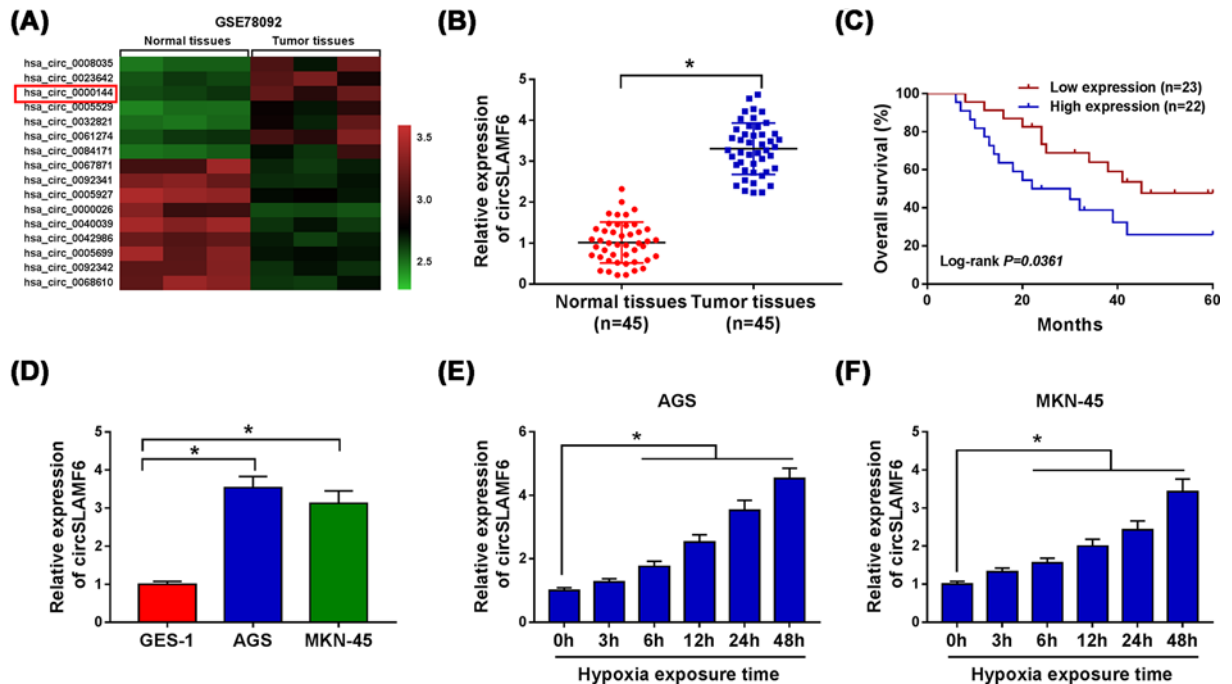 (A)
GSE78092
Normal tissues Tumor tissues
hsa_circ_0008035
hsa_circ_0023642
hsa_circ_0000144
hsa_circ_0005529
hsa_circ_0032821
hsa_circ_0061274
hsa_circ_0084171
hsa_circ_0067871
hsa_circ_0092341
hsa_circ_0005927
hsa_circ_0000026
hsa_circ_0040039
hsa_circ_0042986
hsa_circ_0005699
hsa_circ_0092342
hsa_circ_0068610
3.5
3.0
2.5
(B)
Relative expression
of circSLAMF6
5
4
3
2
1
0
*
Normal tissues Tumor tissues
(n=45) (n=45)
(C)
Overall survival (%)
100
80
60
40
20
0
Low expression (n=23)
High expression (n=22)
Log-rank P=0.0361
0 20 40 60
Months
(D)
Relative expression
of circSLAMF6
5
4
3
2
1
0
*
*
GES-1 AGS MKN-45
(E)
AGS
Relative expression
of circSLAMF6
6
4
2
0
*
0h 3h 6h 12h 24h 48h
Hypoxia exposure time
(F)
MKN-45
Relative expression
of circSLAMF6
5
4
3
2
1
0
*
0h 3h 6h 12h 24h 48h
Hypoxia exposure time